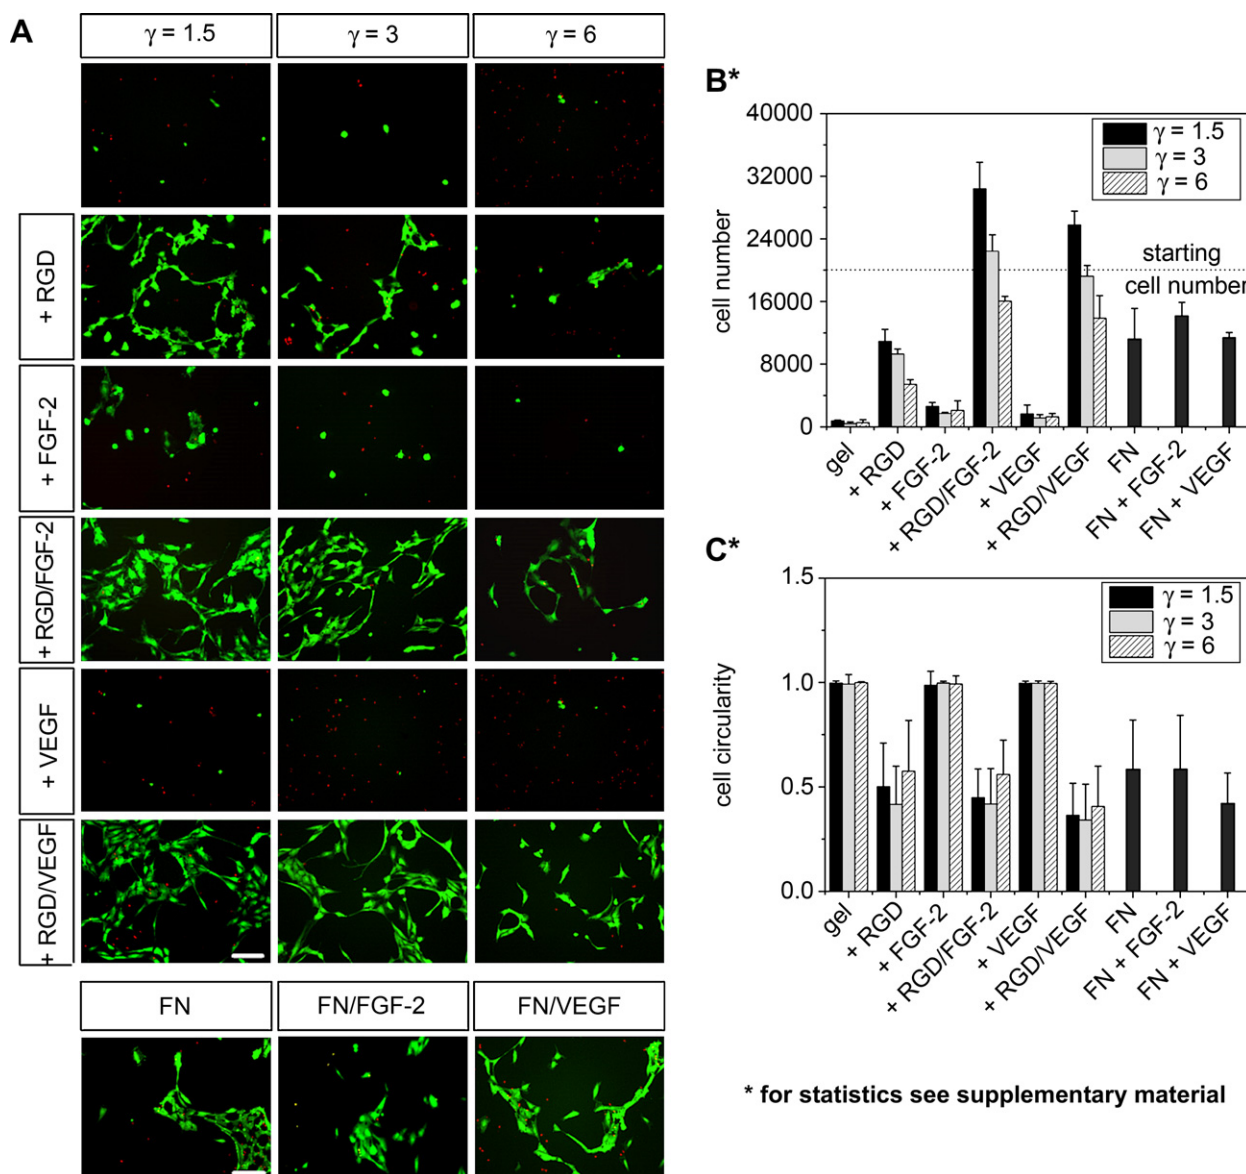 A
γ = 1.5
γ = 3
γ = 6
+ RGD
+ FGF-2
+ RGD/FGF-2
+ VEGF
+ RGD/VEGF
FN
FN/FGF-2
FN/VEGF
B*
40000
32000
24000
16000
8000
0
cell number
γ = 1.5
γ = 3
γ = 6
starting
cell number
gel
+ RGD
+ FGF-2
+ RGD/FGF-2
+ VEGF
+ RGD/VEGF
FN
FN + FGF-2
FN + VEGF
C*
1.5
1.0
0.5
0.0
cell circularity
γ = 1.5
γ = 3
γ = 6
gel
+ RGD
+ FGF-2
+ RGD/FGF-2
+ VEGF
+ RGD/VEGF
FN
FN + FGF-2
FN + VEGF
* for statistics see supplementary material